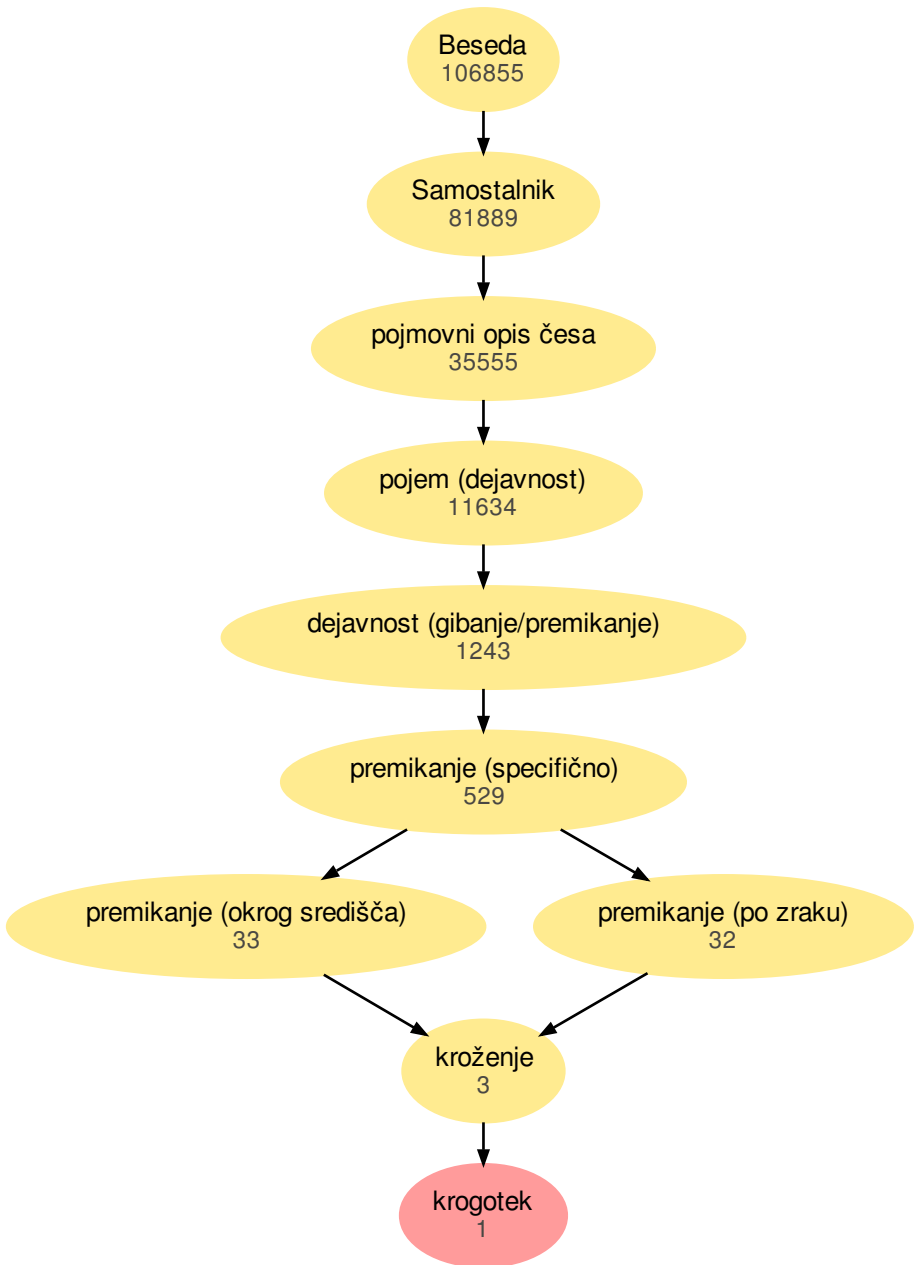 Beseda
106855
Samostalnik
81889
pojmovni opis česa
35555
pojem (dejavnost)
11634
dejavnost (gibanje/premikanje)
1243
premikanje (specifično)
529
premikanje (okrog središča)
33
premikanje (po zraku)
32
kroženje
3
krogotek
1